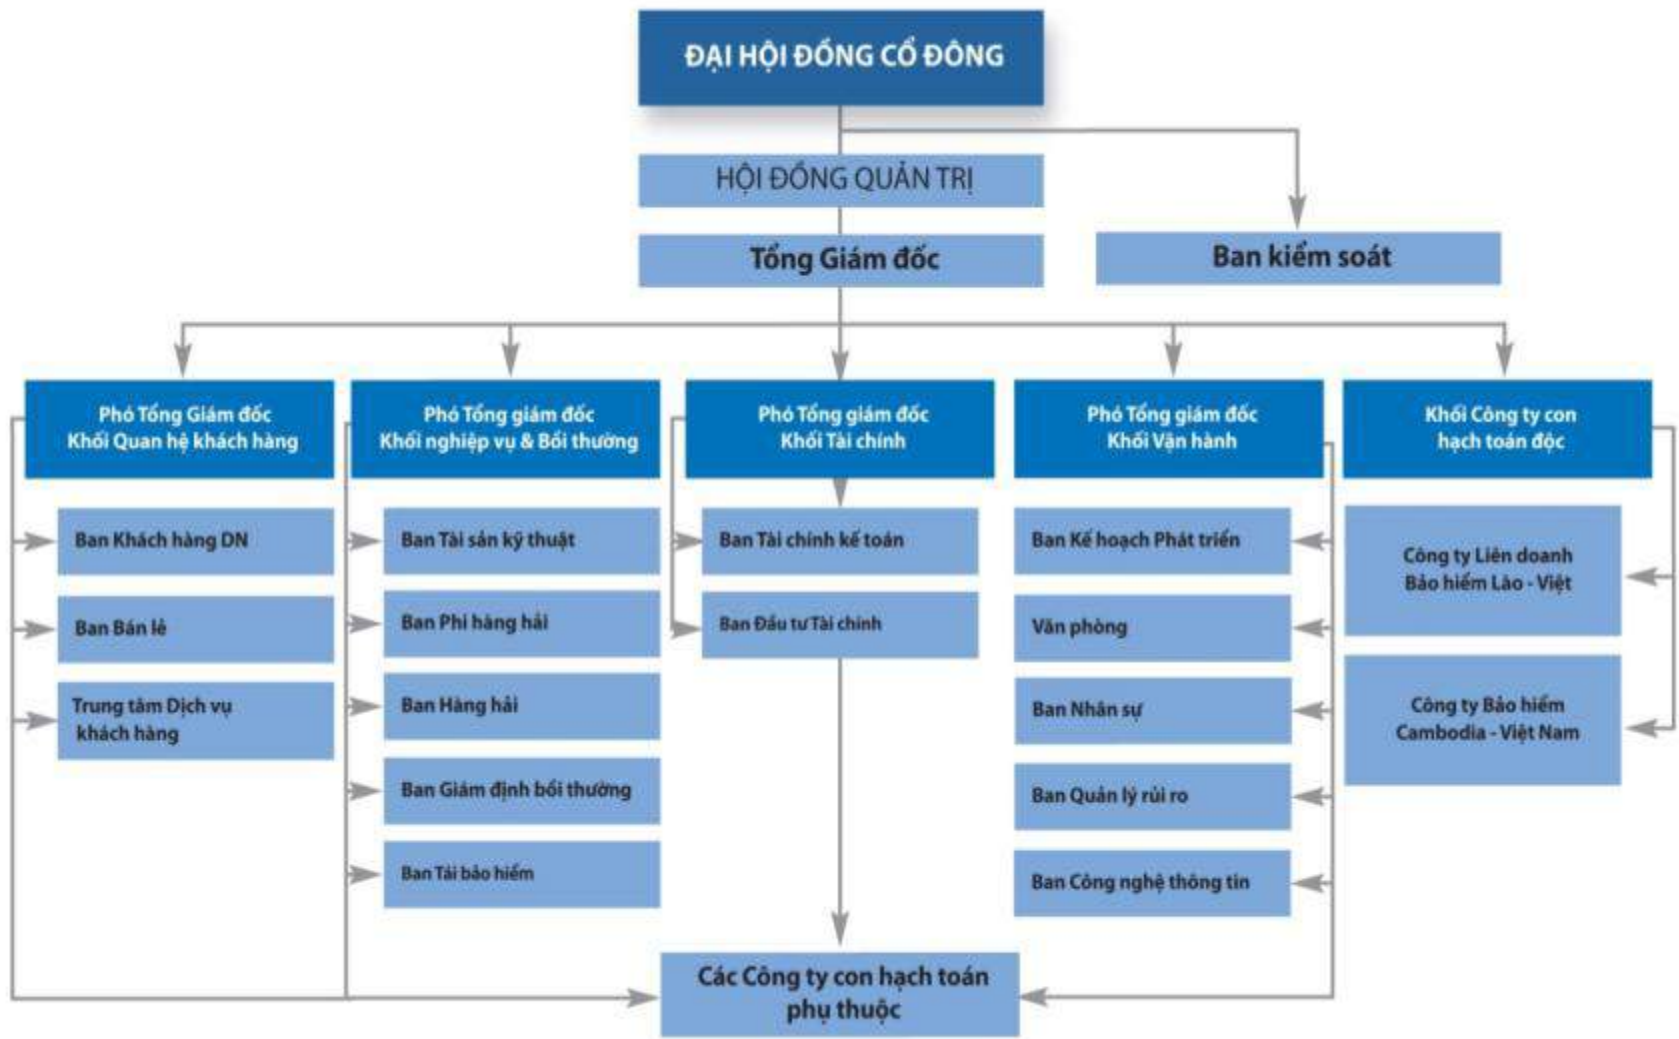 ĐẠI HỘI ĐỒNG CỔ ĐÔNG
HỘI ĐỒNG QUẢN TRỊ
Tổng Giám đốc
Ban kiểm soát
Phó Tổng Giám đốc
Khối Quan hệ khách hàng
Phó Tổng giám đốc
Khối nghiệp vụ & Bồi thường
Phó Tổng giám đốc
Khối Tài chính
Phó Tổng giám đốc
Khối Vận hành
Khối Công ty con
hạch toán độc
Ban Khách hàng DN
Ban Bán lẻ
Trung tâm Dịch vụ
khách hàng
Ban Tài sản kỹ thuật
Ban Phi hàng hải
Ban Hàng hải
Ban Giám định bồi thường
Ban Tái bảo hiểm
Ban Tài chính kế toán
Ban Đầu tư Tài chính
Ban Kế hoạch Phát triển
Văn phòng
Ban Nhân sự
Ban Quản lý rủi ro
Ban Công nghệ thông tin
Công ty Liên doanh
Bảo hiểm Lào - Việt
Công ty Bảo hiểm
Cambodia - Việt Nam
Các Công ty con hạch toán
phụ thuộc